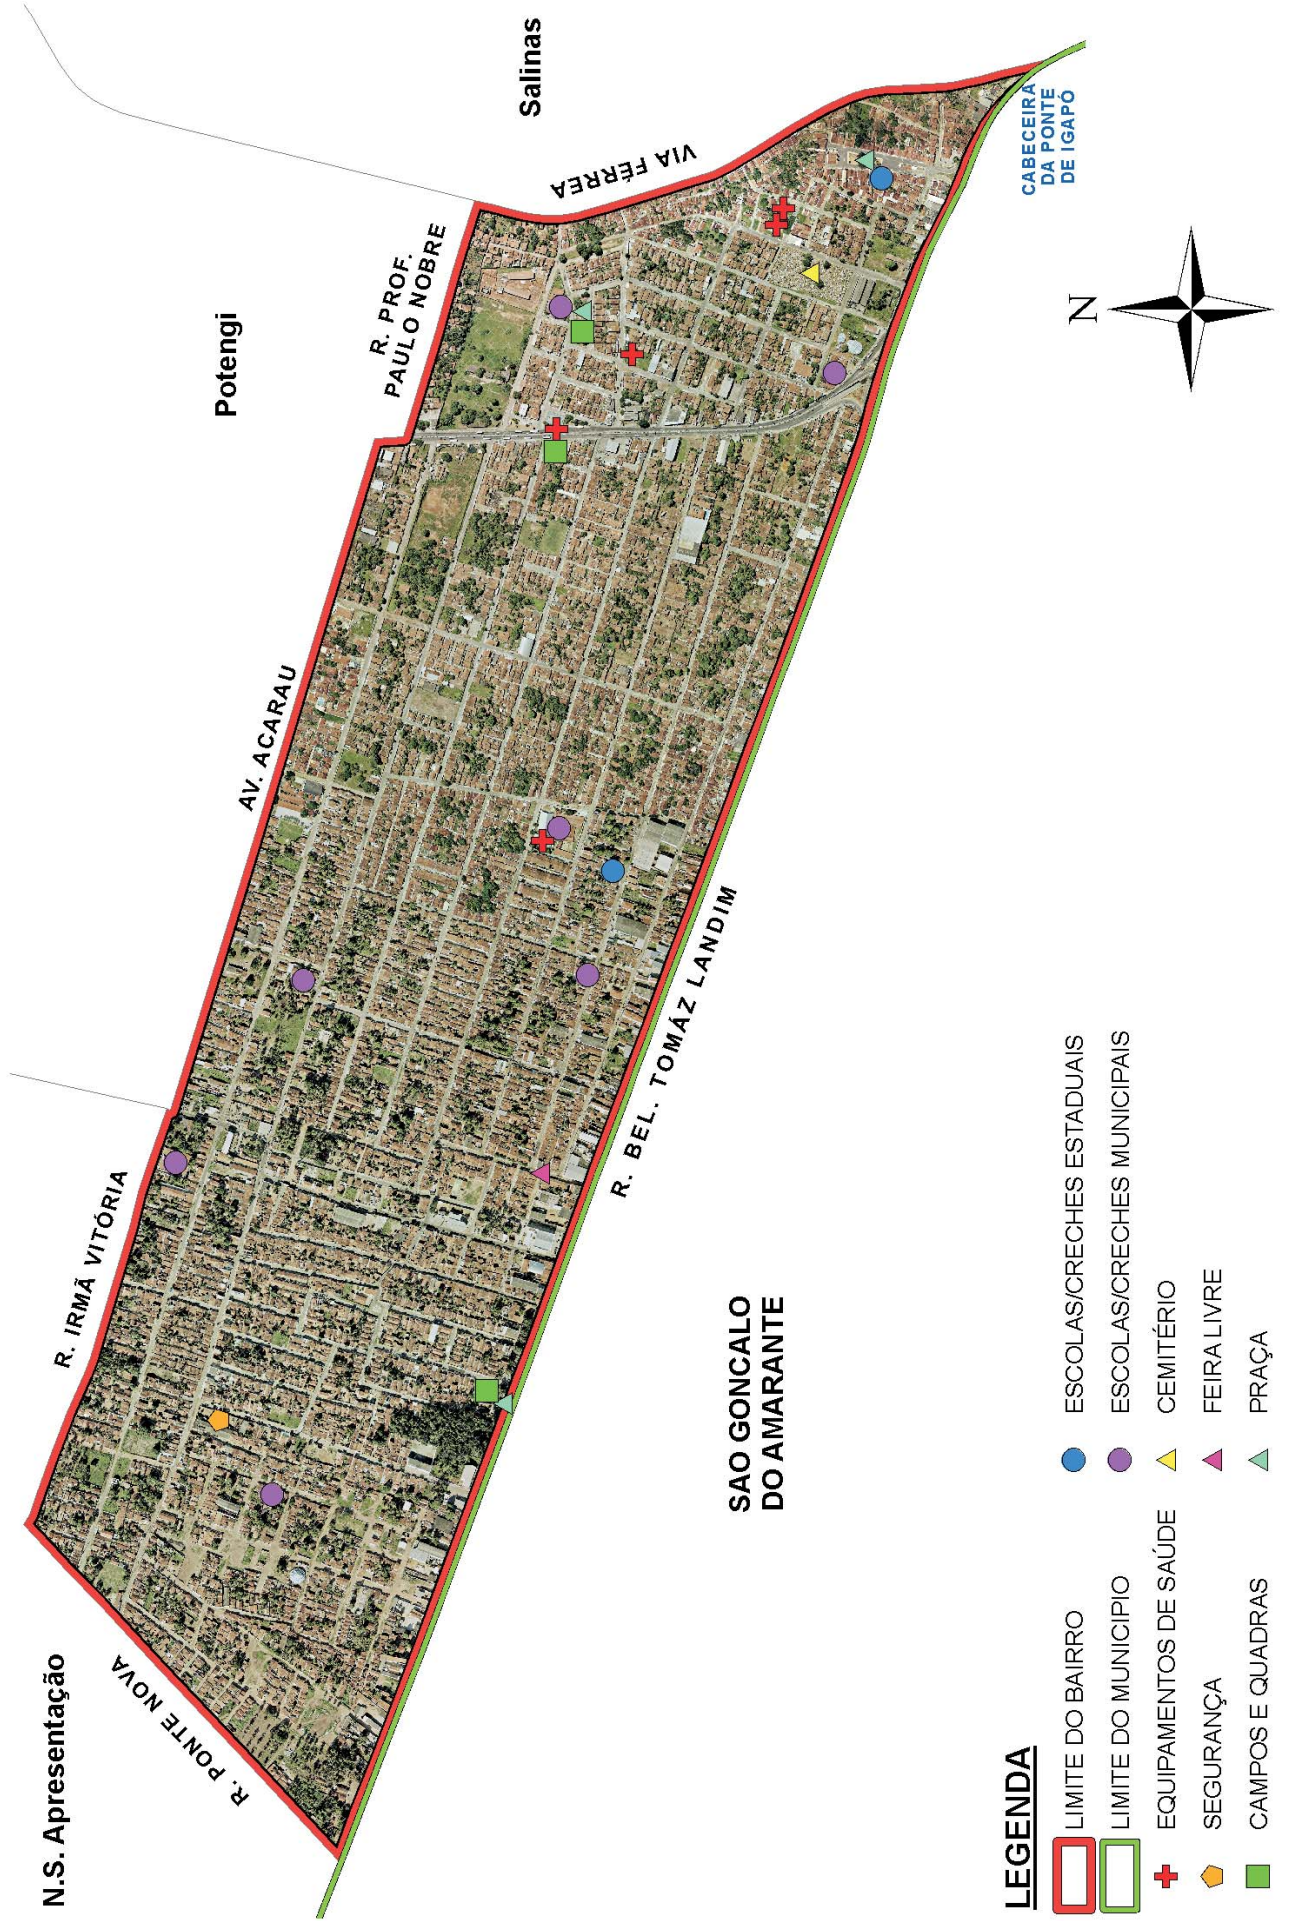 N.S. Apresentação
Potengi
Salinas
R. IRMÃ VITÓRIA
AV. ACARAU
R. PROF.
PAULO NOBRE
VIA FÉRREA
R. PONTE NOVA
R. BEL. TOMÁZ LANDIM
CABECEIRA
DA PONTE
DE IGAPÓ
SAO GONCALO
DO AMARANTE
N
LEGENDA
LIMITE DO BAIRRO
LIMITE DO MUNICIPIO
EQUIPAMENTOS DE SAÚDE
SEGURANÇA
CAMPOS E QUADRAS
ESCOLAS/CRECHES ESTADUAIS
ESCOLAS/CRECHES MUNICIPAIS
CEMITÉRIO
FEIRA LIVRE
PRAÇA